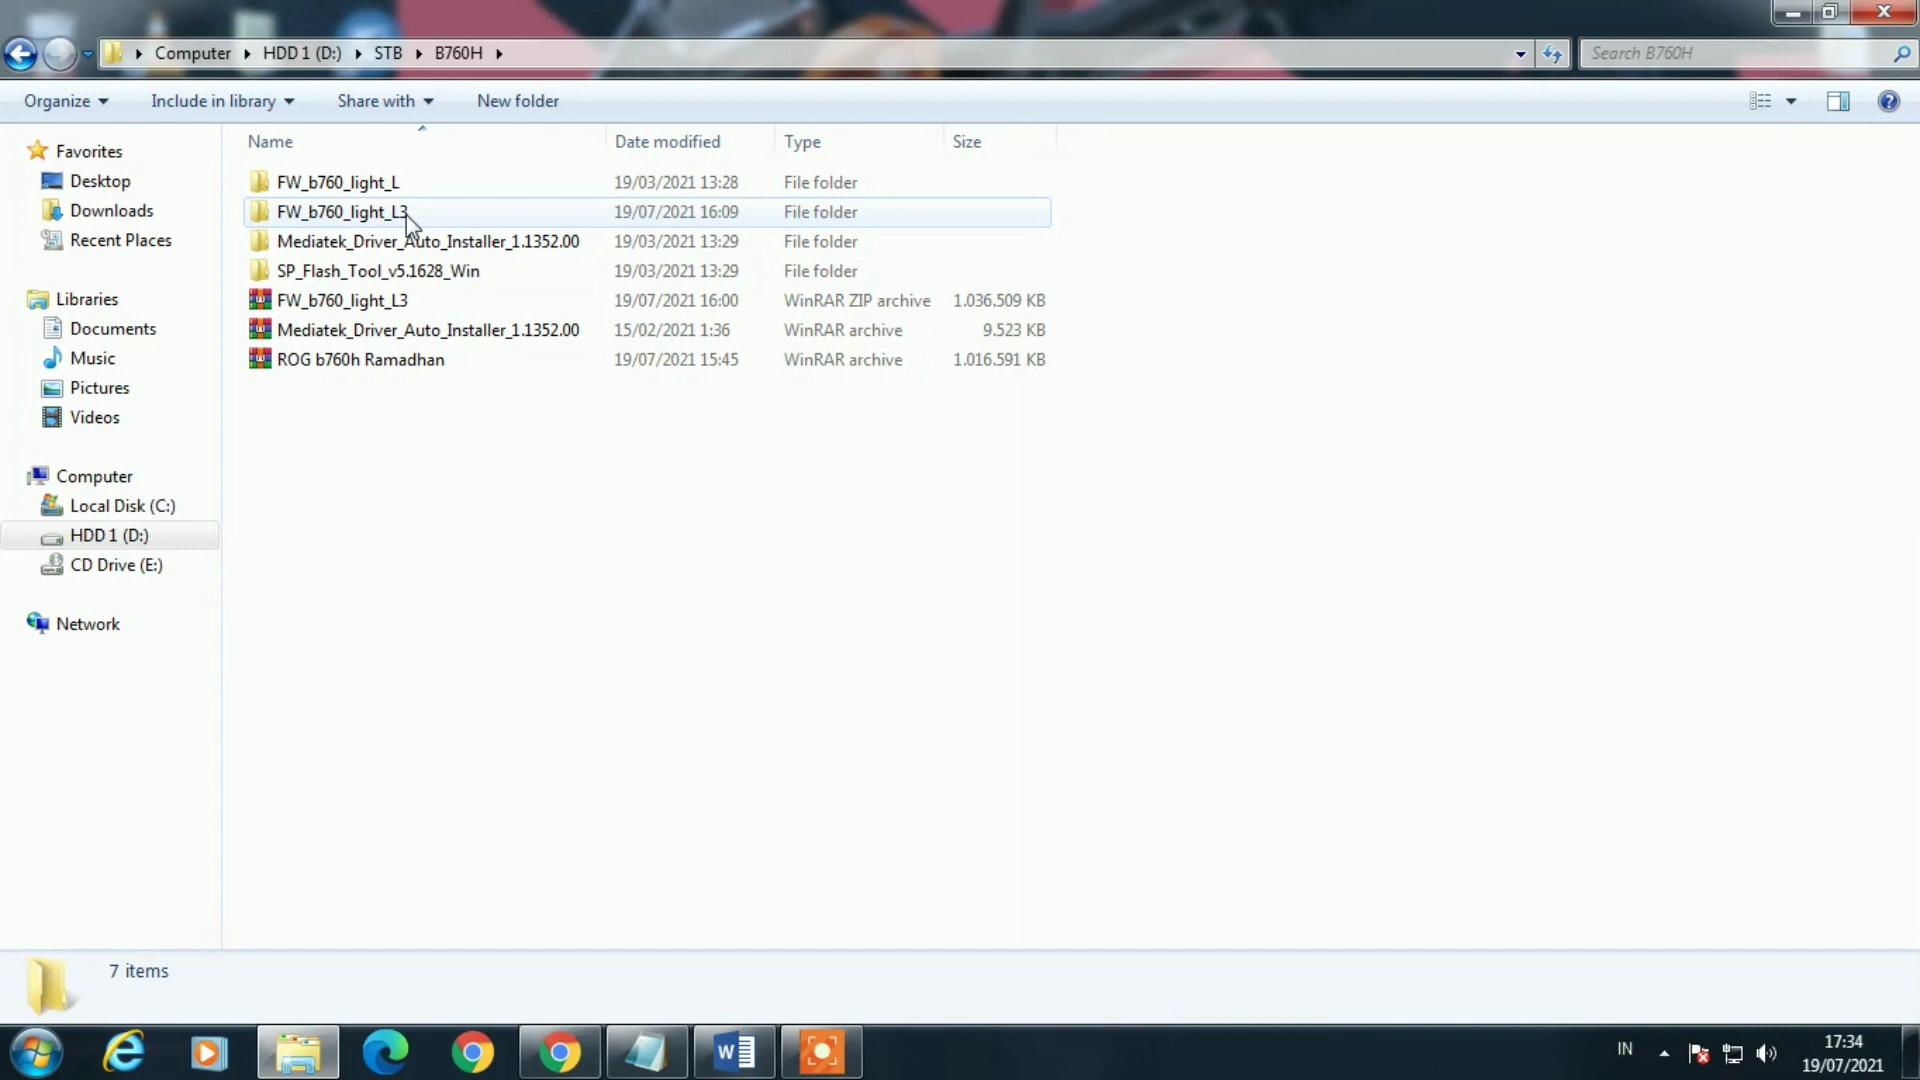 Computer HDD 1 (D:) STB B760H
Search B760H
Organize Include in library Share with New folder
Name Date modified Type Size
Favorites
Desktop
Downloads
Recent Places
Libraries
Documents
Music
Pictures
Videos
Computer
Local Disk (C:)
HDD 1 (D:)
CD Drive (E:)
Network
FW_b760_light_L 19/03/2021 13:28 File folder
FW_b760_light_L3 19/07/2021 16:09 File folder
Mediatek_Driver_Auto_Installer_1.1352.00 19/03/2021 13:29 File folder
SP_Flash_Tool_v5.1628_Win 19/03/2021 13:29 File folder
FW_b760_light_L3 19/07/2021 16:00 WinRAR ZIP archive 1.036.509 KB
Mediatek_Driver_Auto_Installer_1.1352.00 15/02/2021 1:36 WinRAR archive 9.523 KB
ROG b760h Ramadhan 19/07/2021 15:45 WinRAR archive 1.016.591 KB
7 items
IN
17:34
19/07/2021